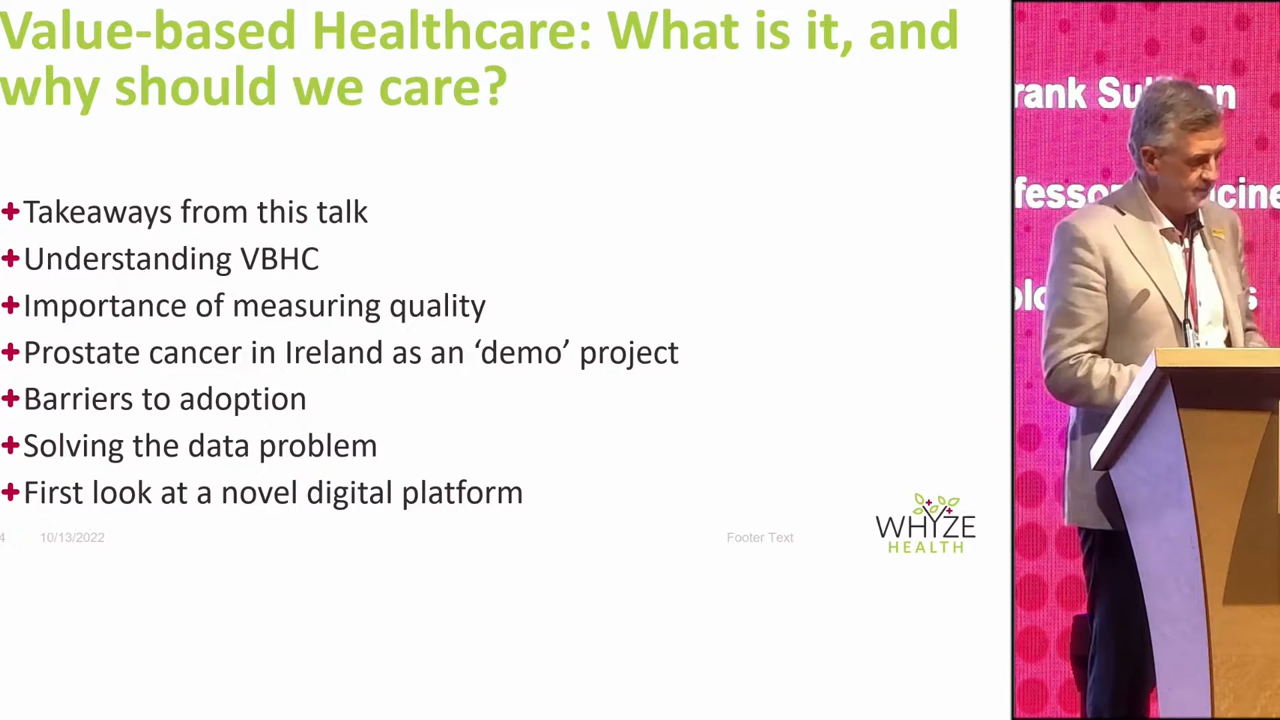 Value-based Healthcare: What is it, and
why should we care?
+Takeaways from this talk
+Understanding VBHC
+Importance of measuring quality
+Prostate cancer in Ireland as an ‘demo’ project
+Barriers to adoption
+Solving the data problem
+First look at a novel digital platform
4 10/13/2022 Footer Text
WHYZE
HEALTH
rank Su
n
fesso
icine
s